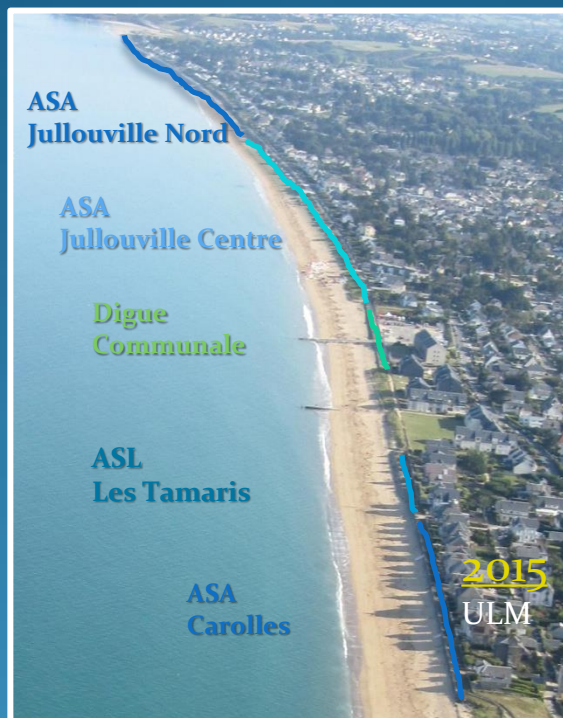 ASA
Jullouville Nord
ASA
Jullouville Centre
Digue
Communale
ASL
Les Tamaris
ASA
Carolles
2015
ULM